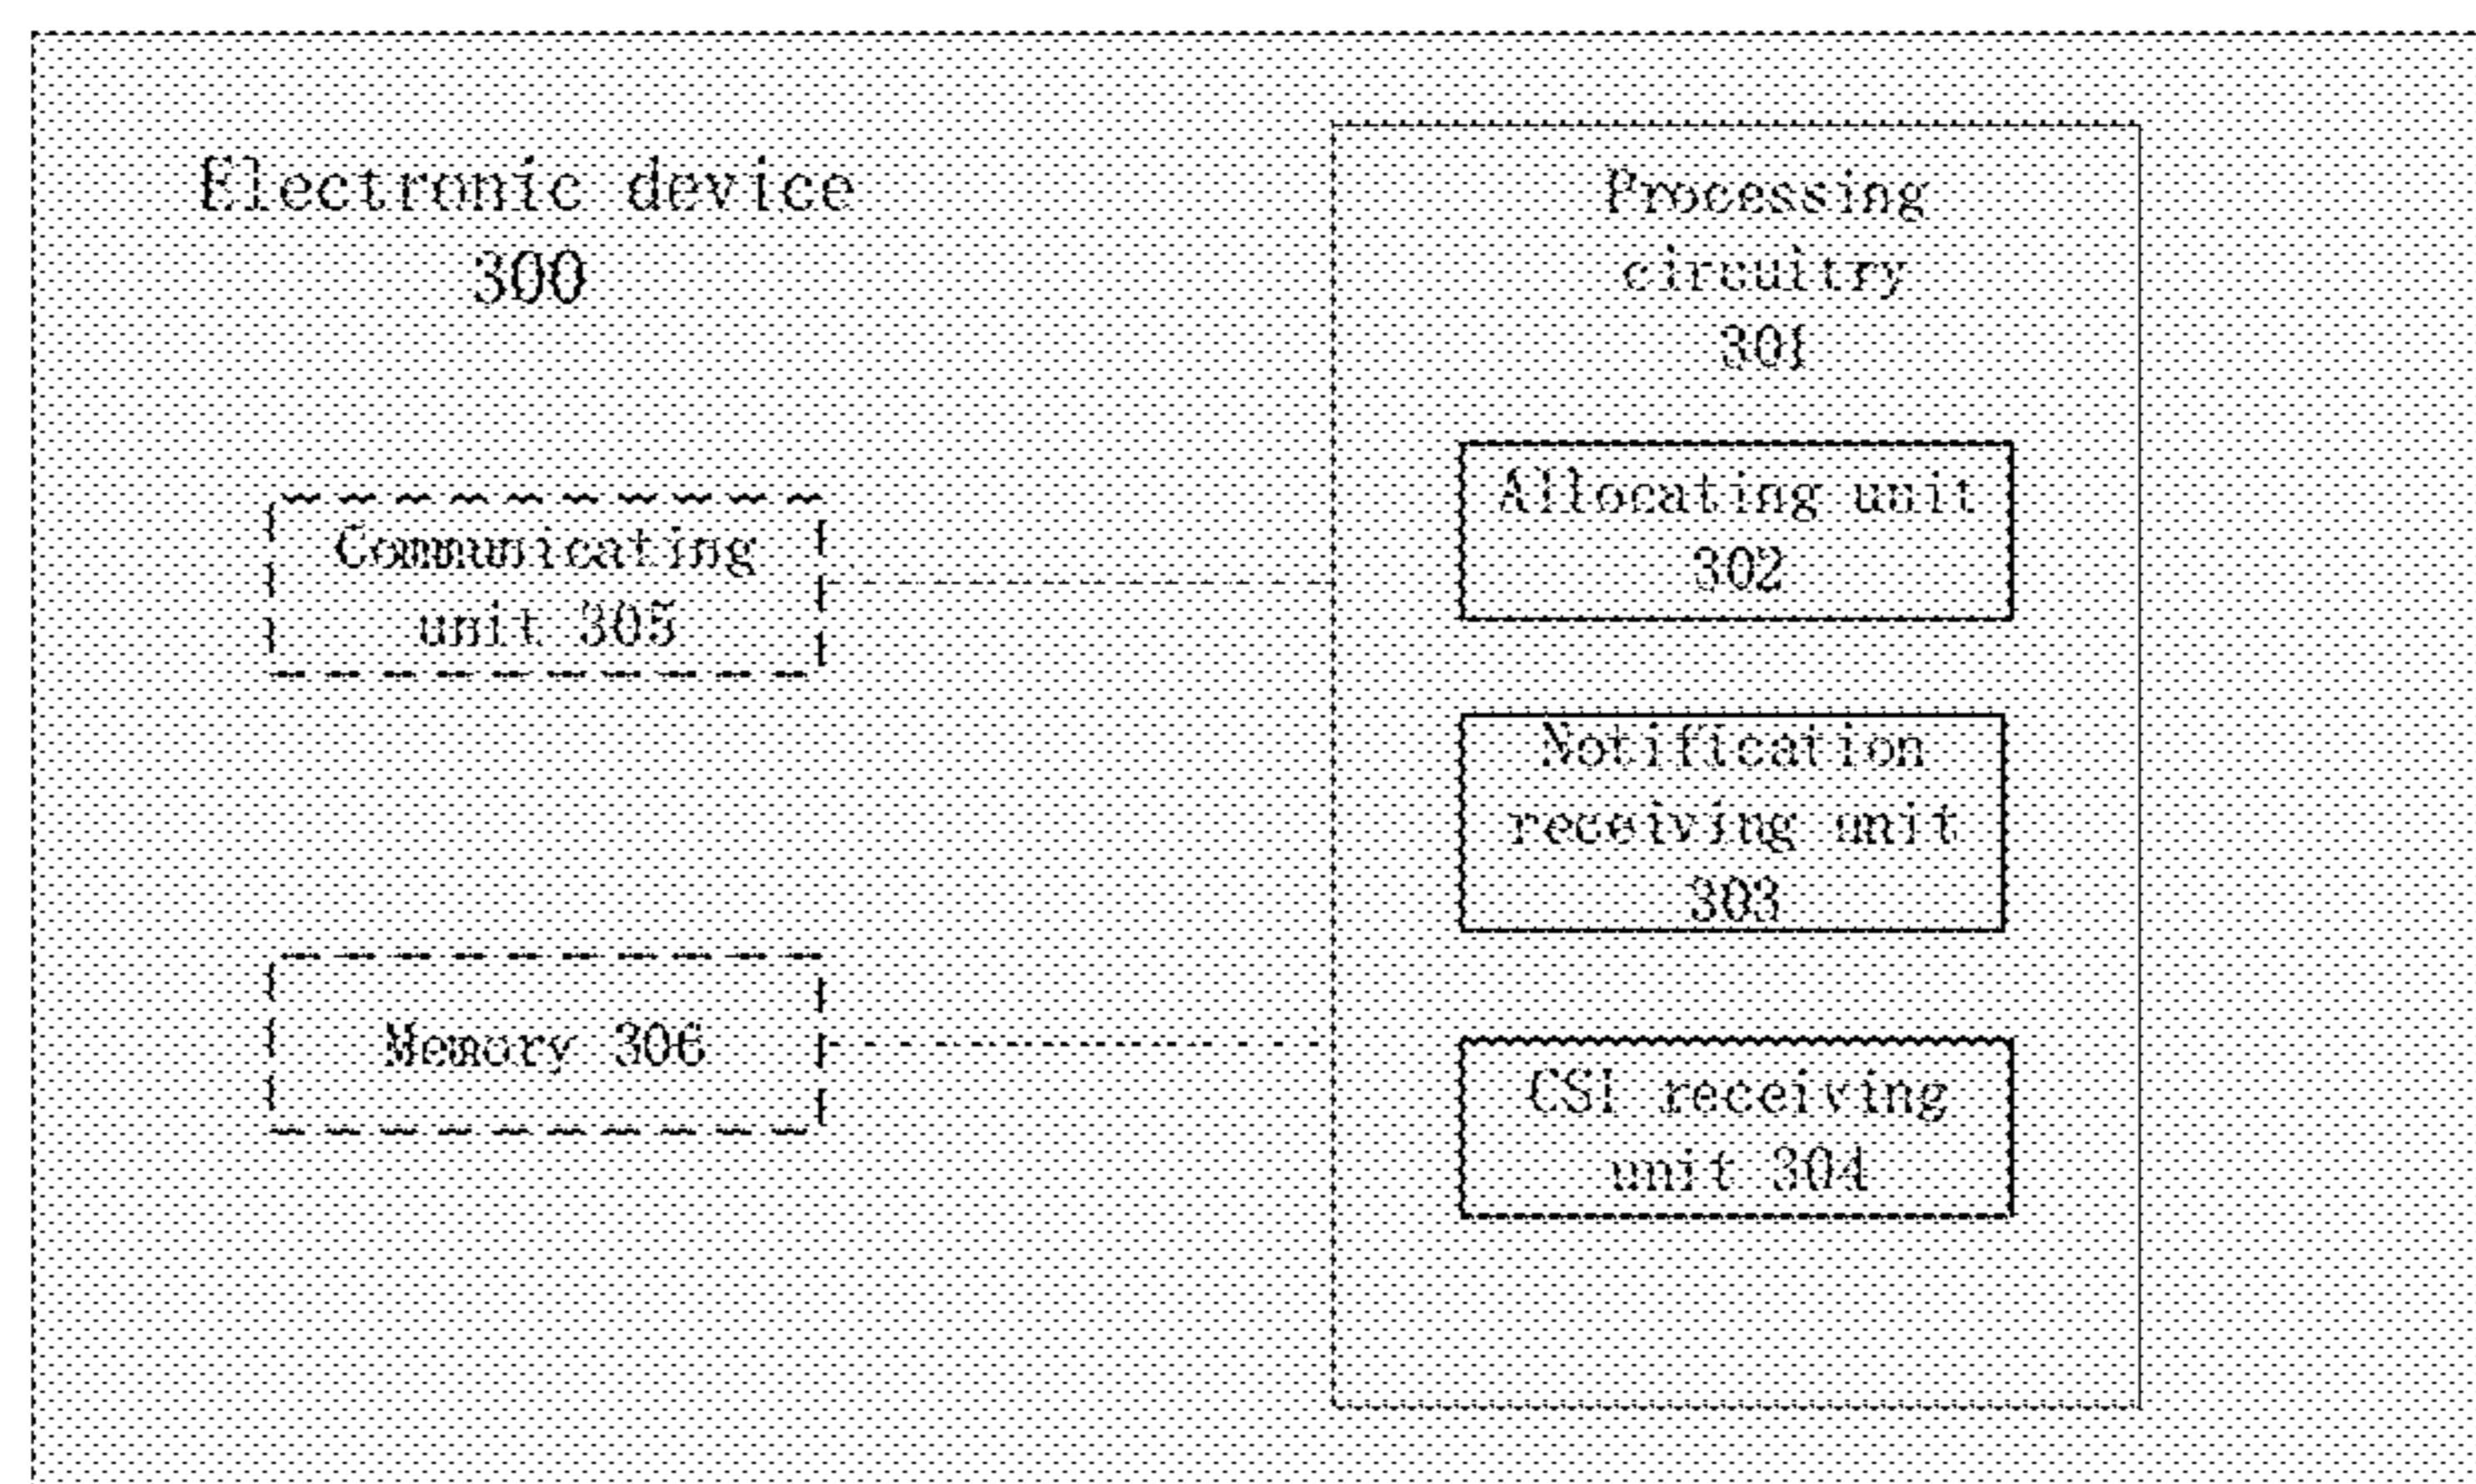 Electronic device
300
Processing
circuitry
301
Communicating
unit 305
Memory 306
Allocating unit
302
Notification
receiving unit
303
CSI receiving
unit 304